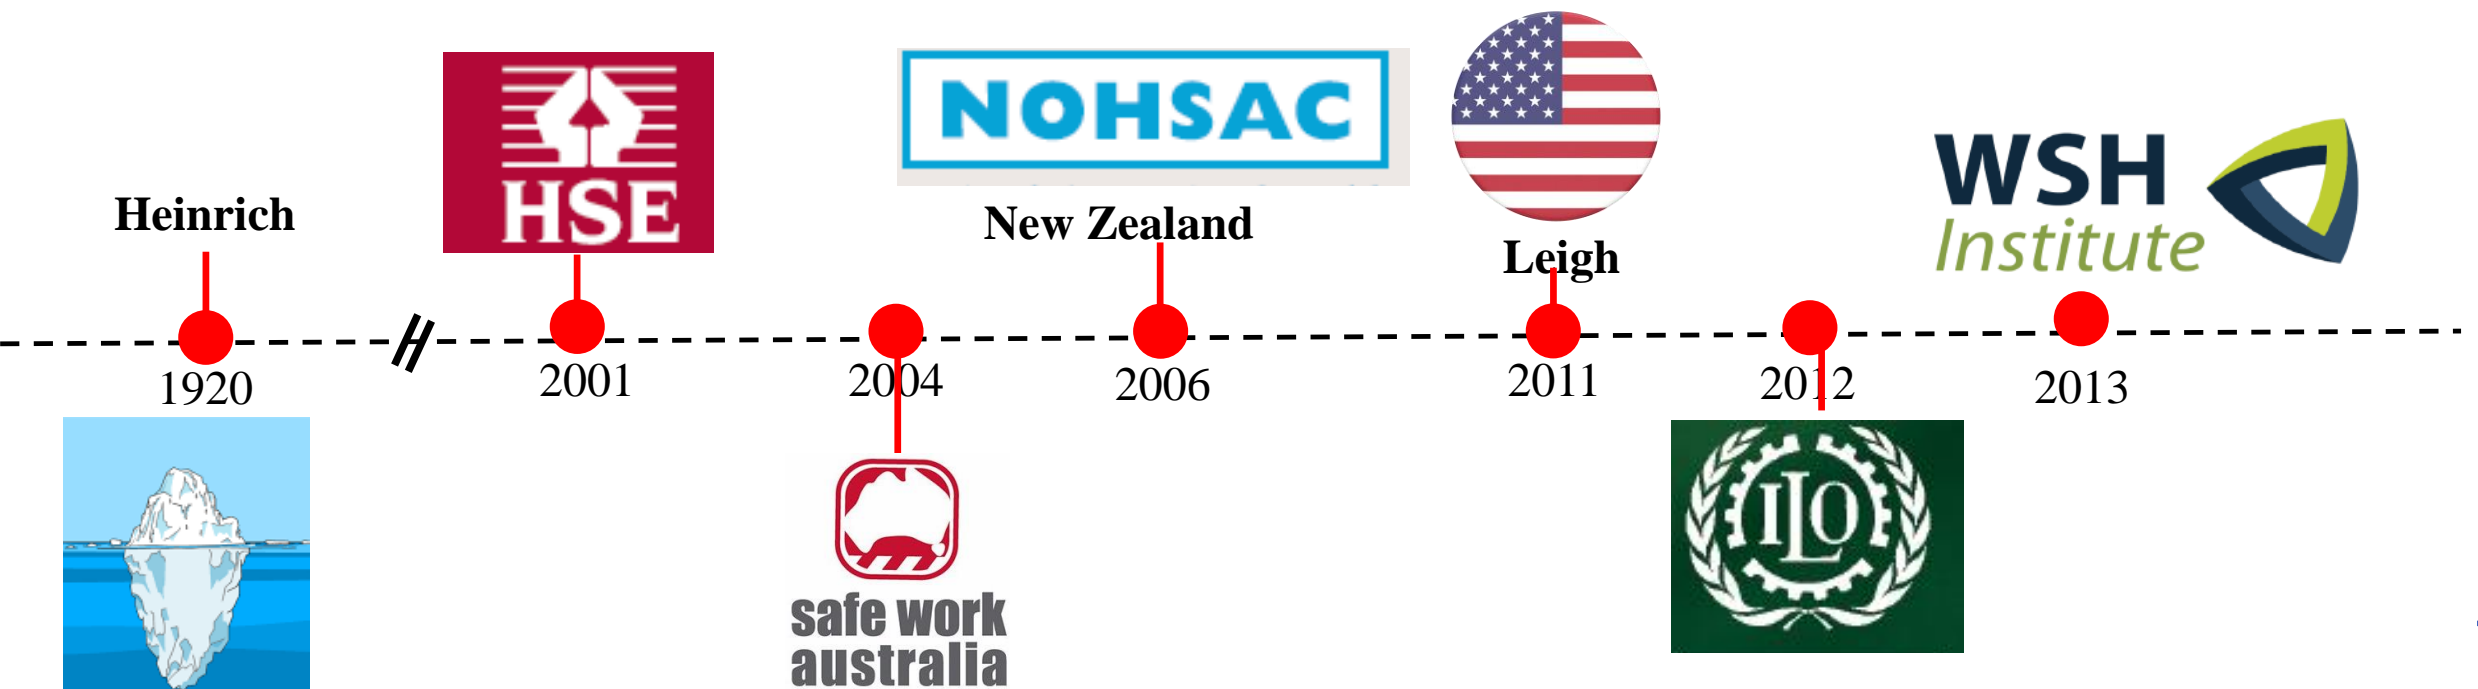 Heinrich
HSE
NOHSAC
New Zealand
Leigh
WSH
Institute
1920
2001
2004
2006
2011
2012
2013
safe work
australia
ILO